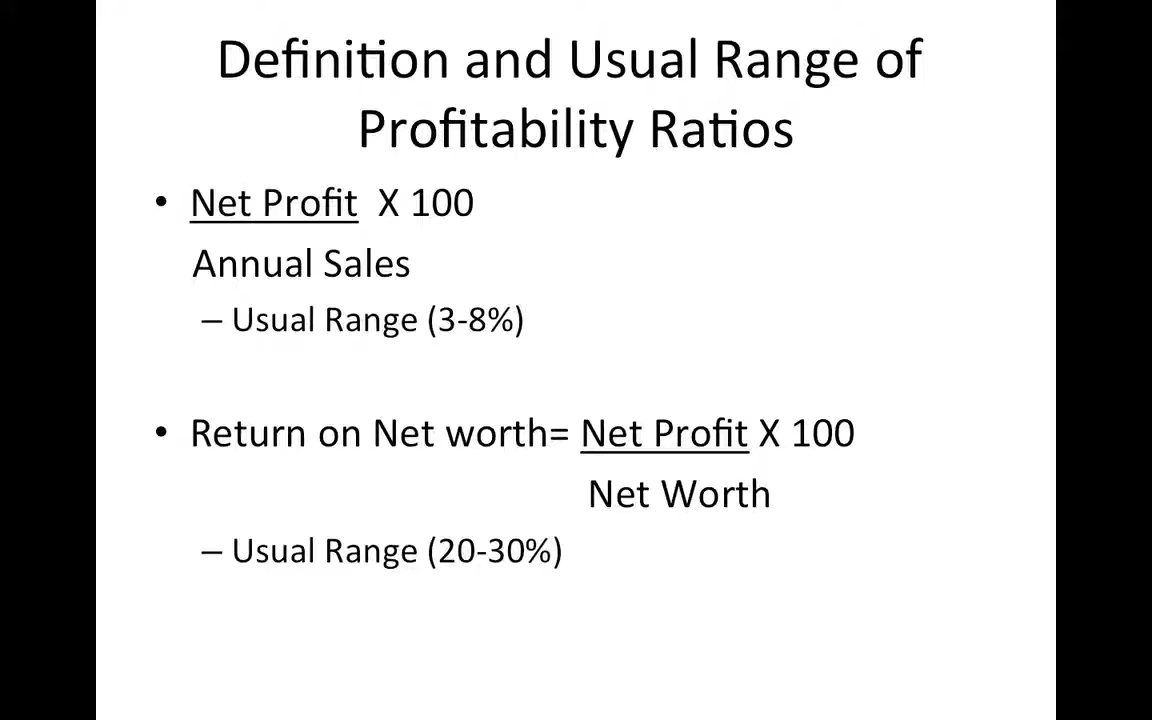 Definition and Usual Range of
Profitability Ratios
• Net Profit X 100
Annual Sales
– Usual Range (3-8%)
• Return on Net worth= Net Profit X 100
Net Worth
– Usual Range (20-30%)